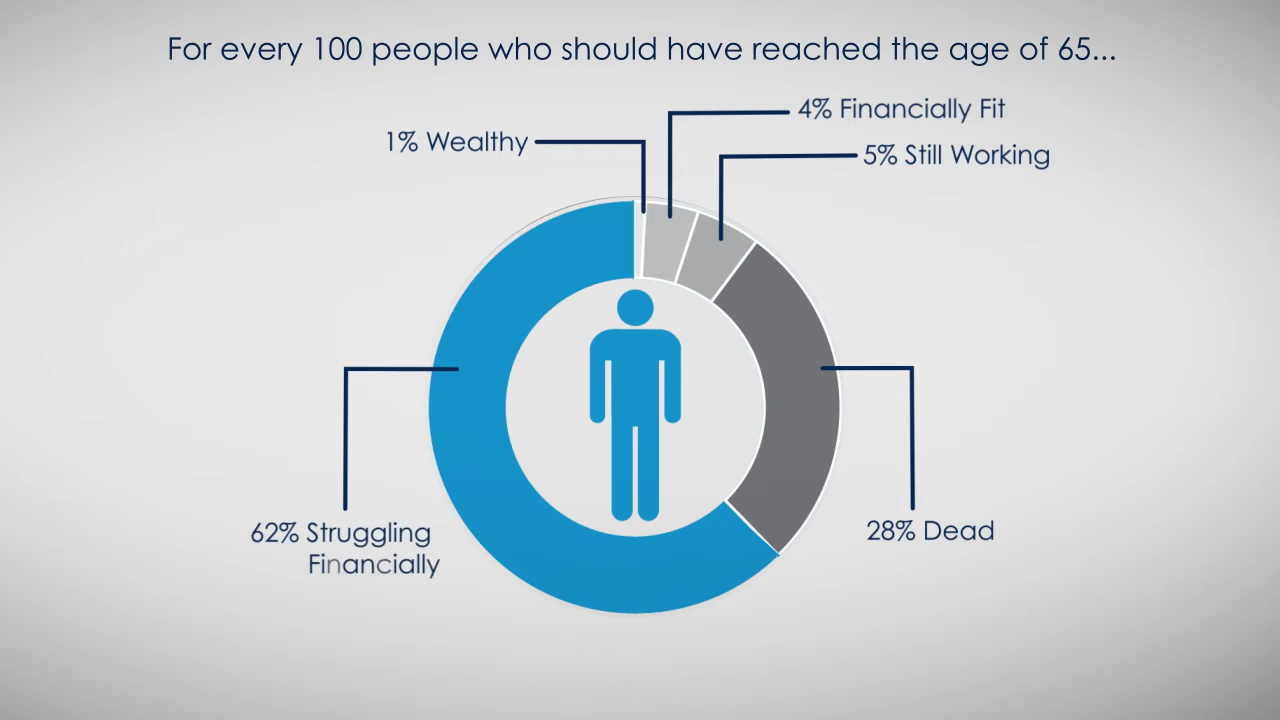 For every 100 people who should have reached the age of 65...
4% Financially Fit
1% Wealthy
5% Still Working
62% Struggling
Financially
28% Dead